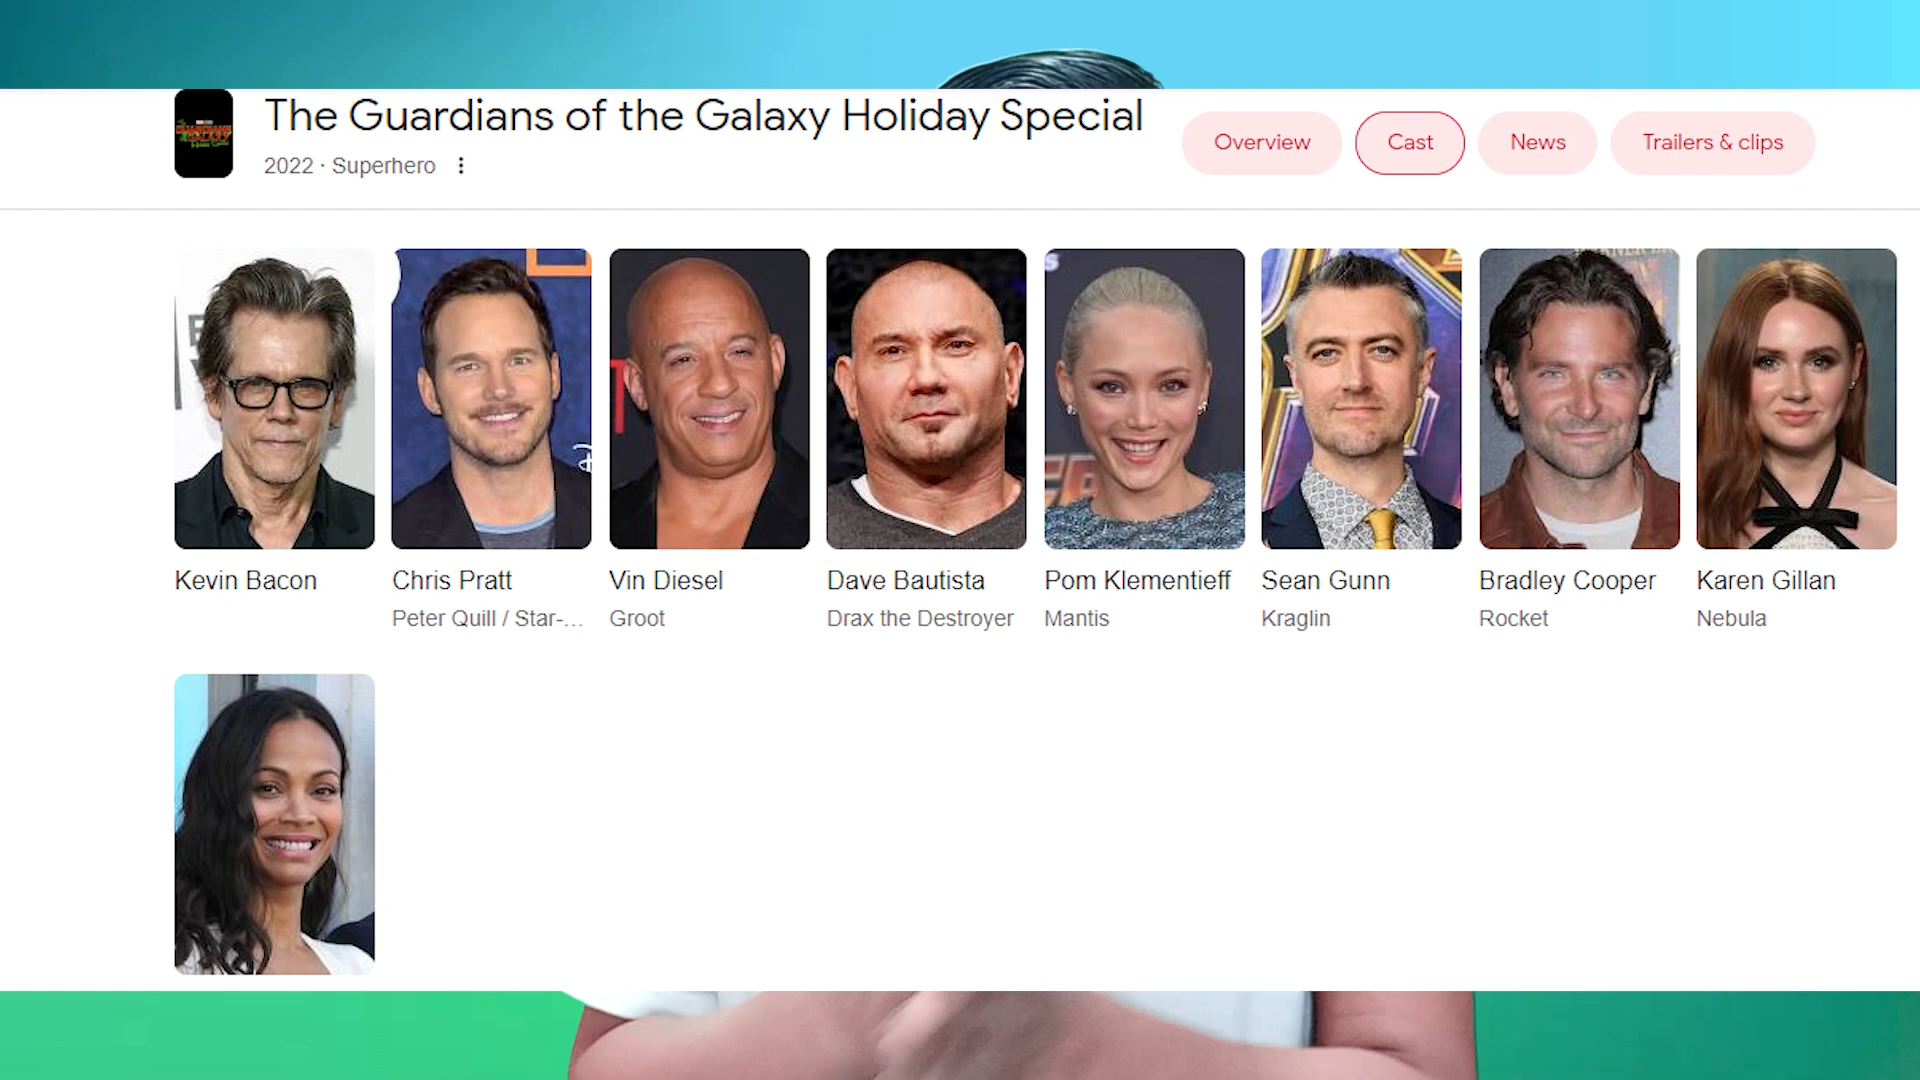 The Guardians of the Galaxy Holiday Special
2022 · Superhero
Overview
Cast
News
Trailers & clips
Kevin Bacon
Chris Pratt
Vin Diesel
Dave Bautista
Pom Klementieff
Sean Gunn
Bradley Cooper
Karen Gillan
Peter Quill / Star-...
Groot
Drax the Destroyer
Mantis
Kraglin
Rocket
Nebula